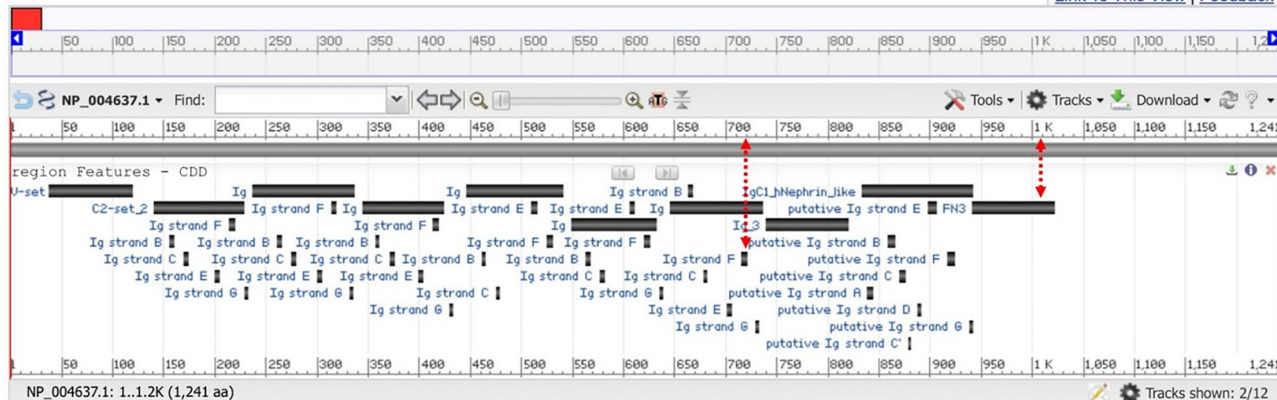 Link To This View | Feedback
50 100 150 200 250 300 350 400 450 500 550 600 650 700 750 800 850 900 950 1 K 1,050 1,100 1,150 1,2
NP_004637.1 Find: ATG Tools Tracks Download ?
1 50 100 150 200 250 300 350 400 450 500 550 600 650 700 750 800 850 900 950 1 K 1,050 1,100 1,150 1,241
region Features - CDD
V-set Ig Ig Ig strand B IgC1_hNephrin_like
C2-set_2 Ig strand F Ig Ig strand E Ig strand E Ig putative Ig strand E FN3
Ig strand F Ig strand F Ig Ig_3
Ig strand B Ig strand B Ig strand B Ig strand F Ig strand F putative Ig strand B
Ig strand C Ig strand C Ig strand C Ig strand B Ig strand B Ig strand F putative Ig strand F
Ig strand E Ig strand E Ig strand E Ig strand C Ig strand C putative Ig strand C
Ig strand G Ig strand G Ig strand C Ig strand G putative Ig strand A
Ig strand G Ig strand E putative Ig strand D
Ig strand G putative Ig strand G
putative Ig strand C'
1 50 100 150 200 250 300 350 400 450 500 550 600 650 700 750 800 850 900 950 1 K 1,050 1,100 1,150 1,241
NP_004637.1: 1..1.2K (1,241 aa) Tracks shown: 2/12